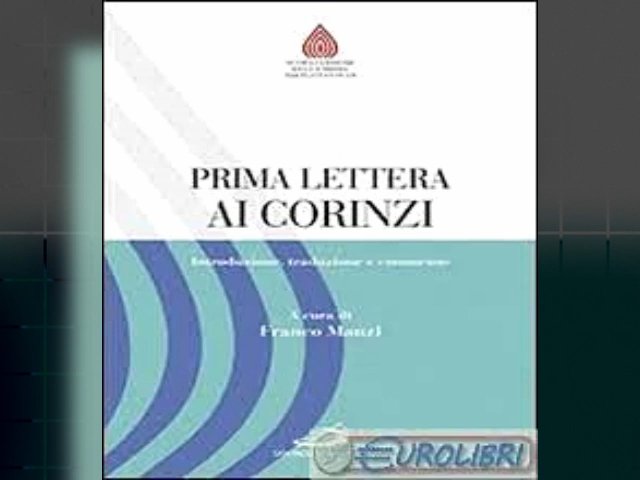 PRIMA LETTERA
AI CORINZI
Introduzione, traduzione e commento
A cura di
Franco Manzi
EUROLIBRI